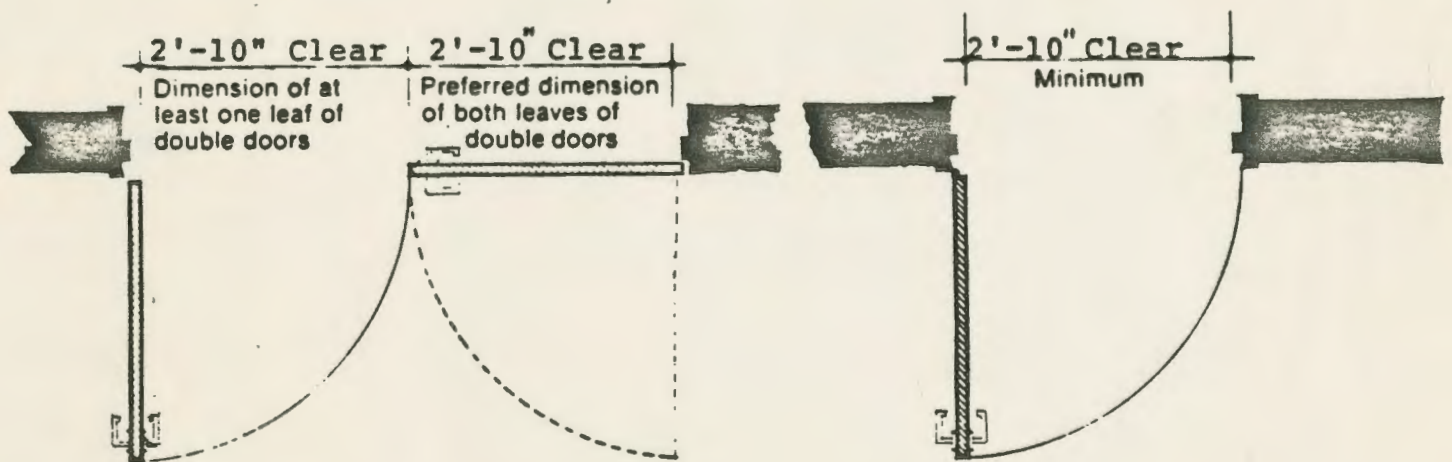 2'-10" Clear
2'-10" Clear
2'-10" Clear
Dimension of at
least one leaf of
double doors
Preferred dimension
of both leaves of
double doors
Minimum